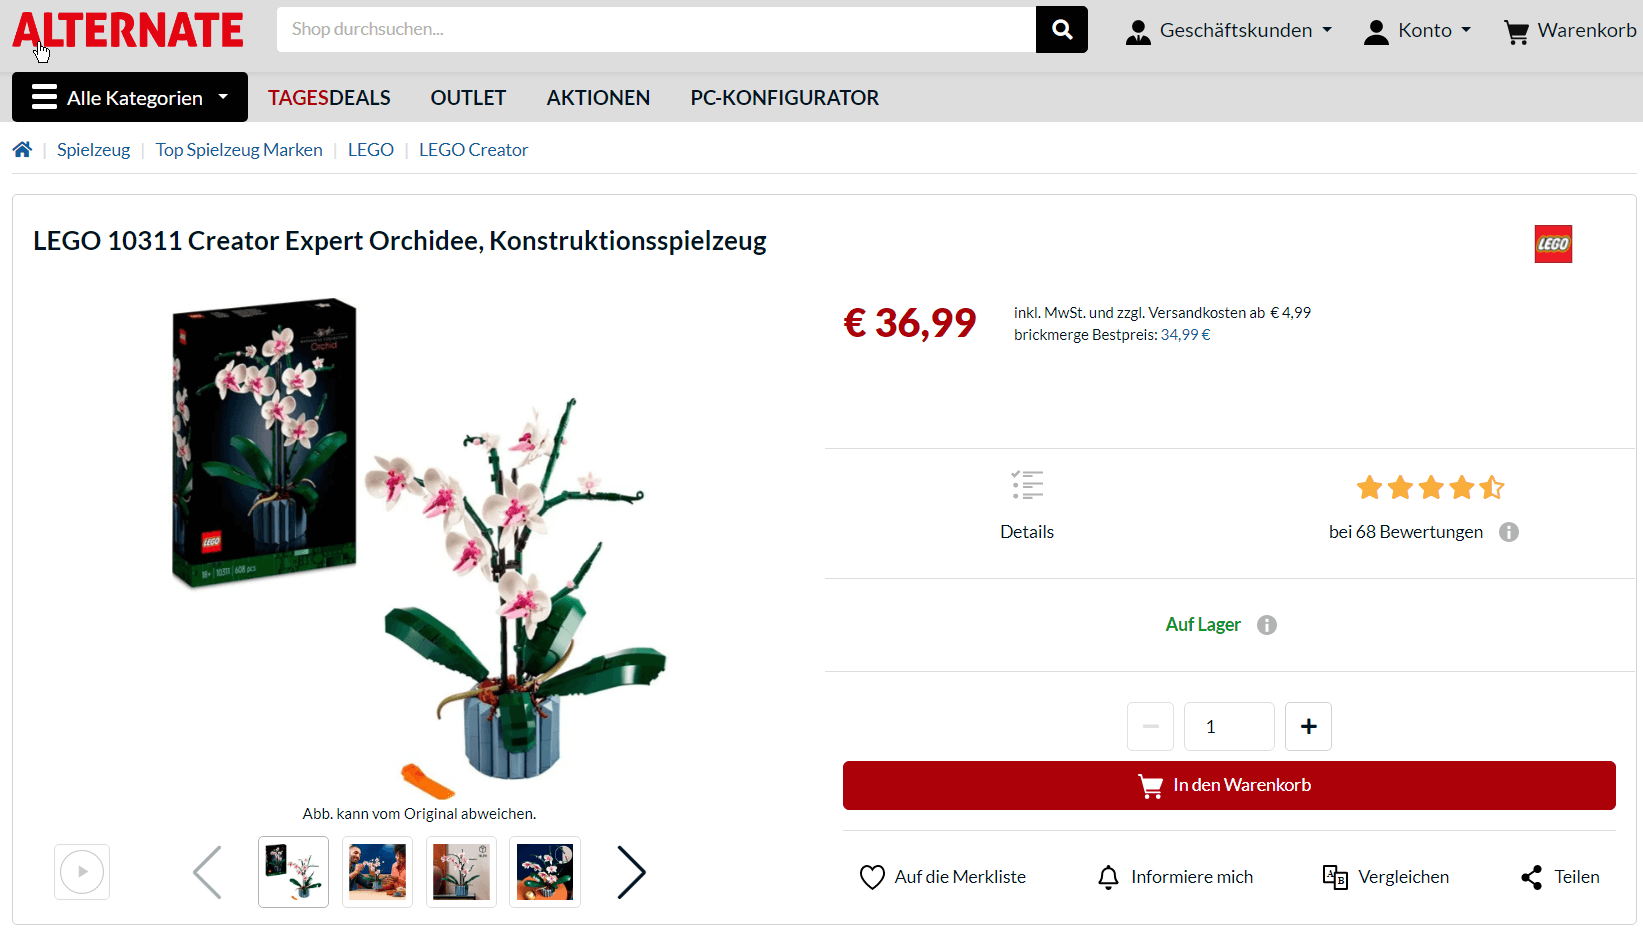 ALTERNATE
Shop durchsuchen...
Geschäftskunden
Konto
Warenkorb
Alle Kategorien
TAGESDEALS
OUTLET
AKTIONEN
PC-KONFIGURATOR
Spielzeug
Top Spielzeug Marken
LEGO
LEGO Creator
LEGO 10311 Creator Expert Orchidee, Konstruktionsspielzeug
LEGO
€ 36,99
inkl. MwSt. und zzgl. Versandkosten ab € 4,99
brickmerge Bestpreis: 34,99 €
Orchid
LEGO
18+ 10311 608 pcs
Details
bei 68 Bewertungen
Auf Lager
1
In den Warenkorb
Abb. kann vom Original abweichen.
Auf die Merkliste
Informiere mich
Vergleichen
Teilen